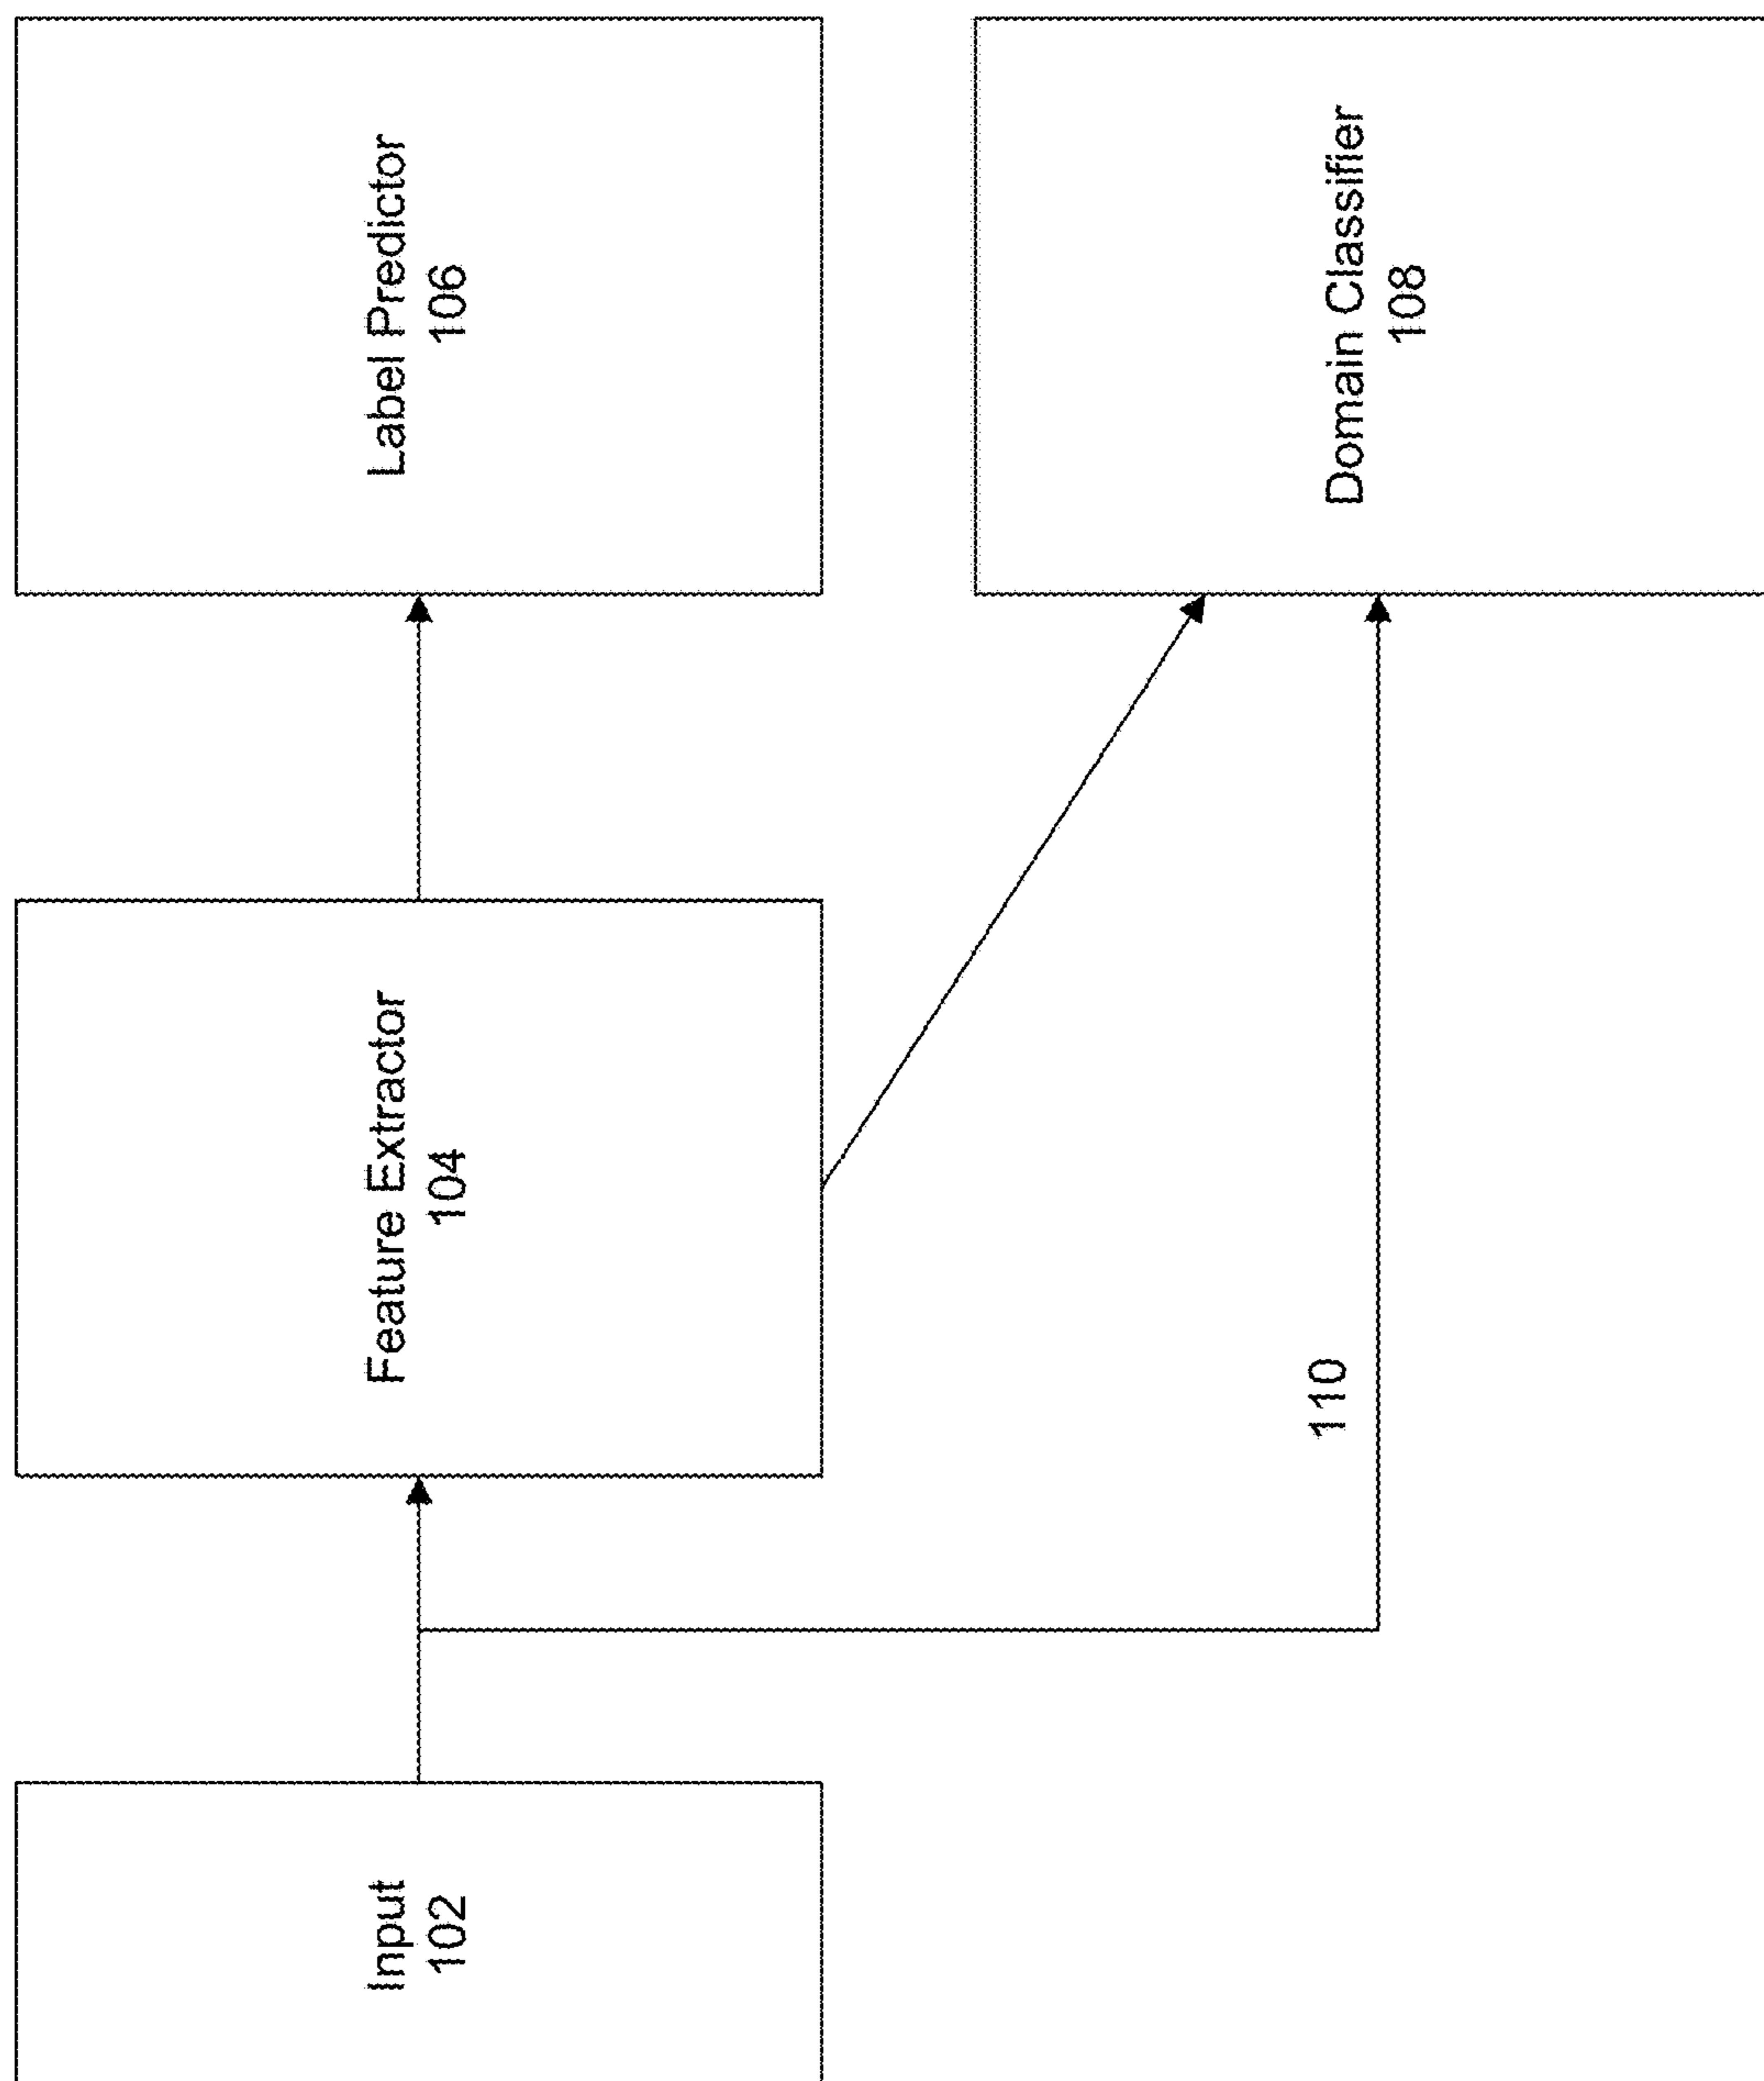 Input
102
Feature Extractor
104
Label Predictor
106
110
Domain Classifier
108